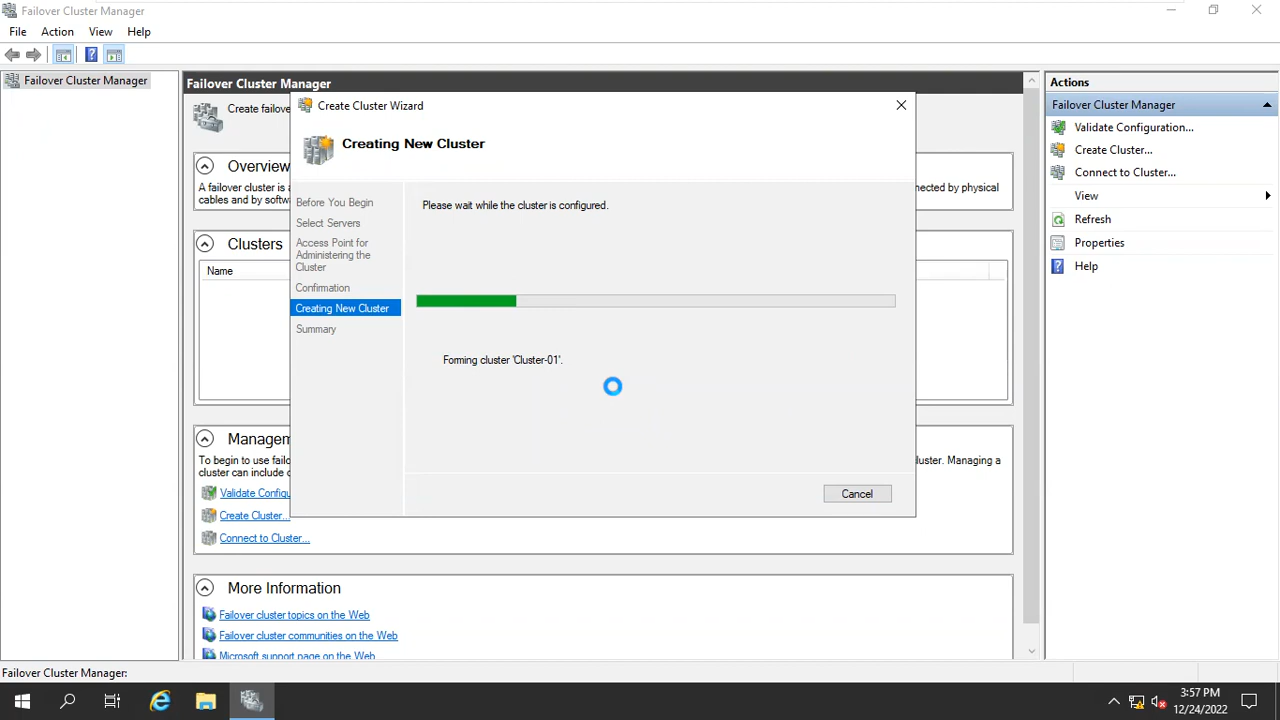 Failover Cluster Manager
File Action View Help
Failover Cluster Manager
Failover Cluster Manager
Create failove
Overview
A failover cluster is a
nected by physical
cables and by softw
Clusters
Name
Managem
To begin to use failo
luster. Managing a
cluster can include c
Validate Configu
Create Cluster...
Connect to Cluster...
More Information
Failover cluster topics on the Web
Failover cluster communities on the Web
Microsoft support page on the Web
Create Cluster Wizard
Creating New Cluster
Before You Begin
Select Servers
Access Point for
Administering the
Cluster
Confirmation
Creating New Cluster
Summary
Please wait while the cluster is configured.
Forming cluster 'Cluster-01'.
Cancel
Actions
Failover Cluster Manager
Validate Configuration...
Create Cluster...
Connect to Cluster...
View
Refresh
Properties
Help
Failover Cluster Manager:
3:57 PM
12/24/2022